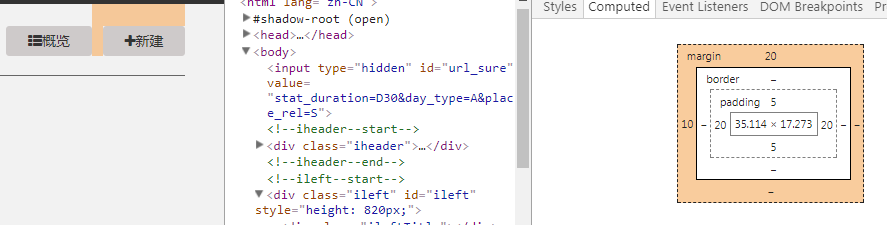 概览
新建
<html lang="zh-CN">
#shadow-root (open)
<head>…</head>
<body>
<input type="hidden" id="url_sure"
value=
"stat_duration=D30&day_type=A&plac
e_rel=S">
<!--iheader--start-->
<div class="iheader">…</div>
<!--iheader--end-->
<!--ileft--start-->
<div class="ileft" id="ileft"
style="height: 820px;">
Styles Computed Event Listeners DOM Breakpoints Pr
margin 20
border –
padding 5
10 – 20 35.114 × 17.273 20 – –
5
–
–